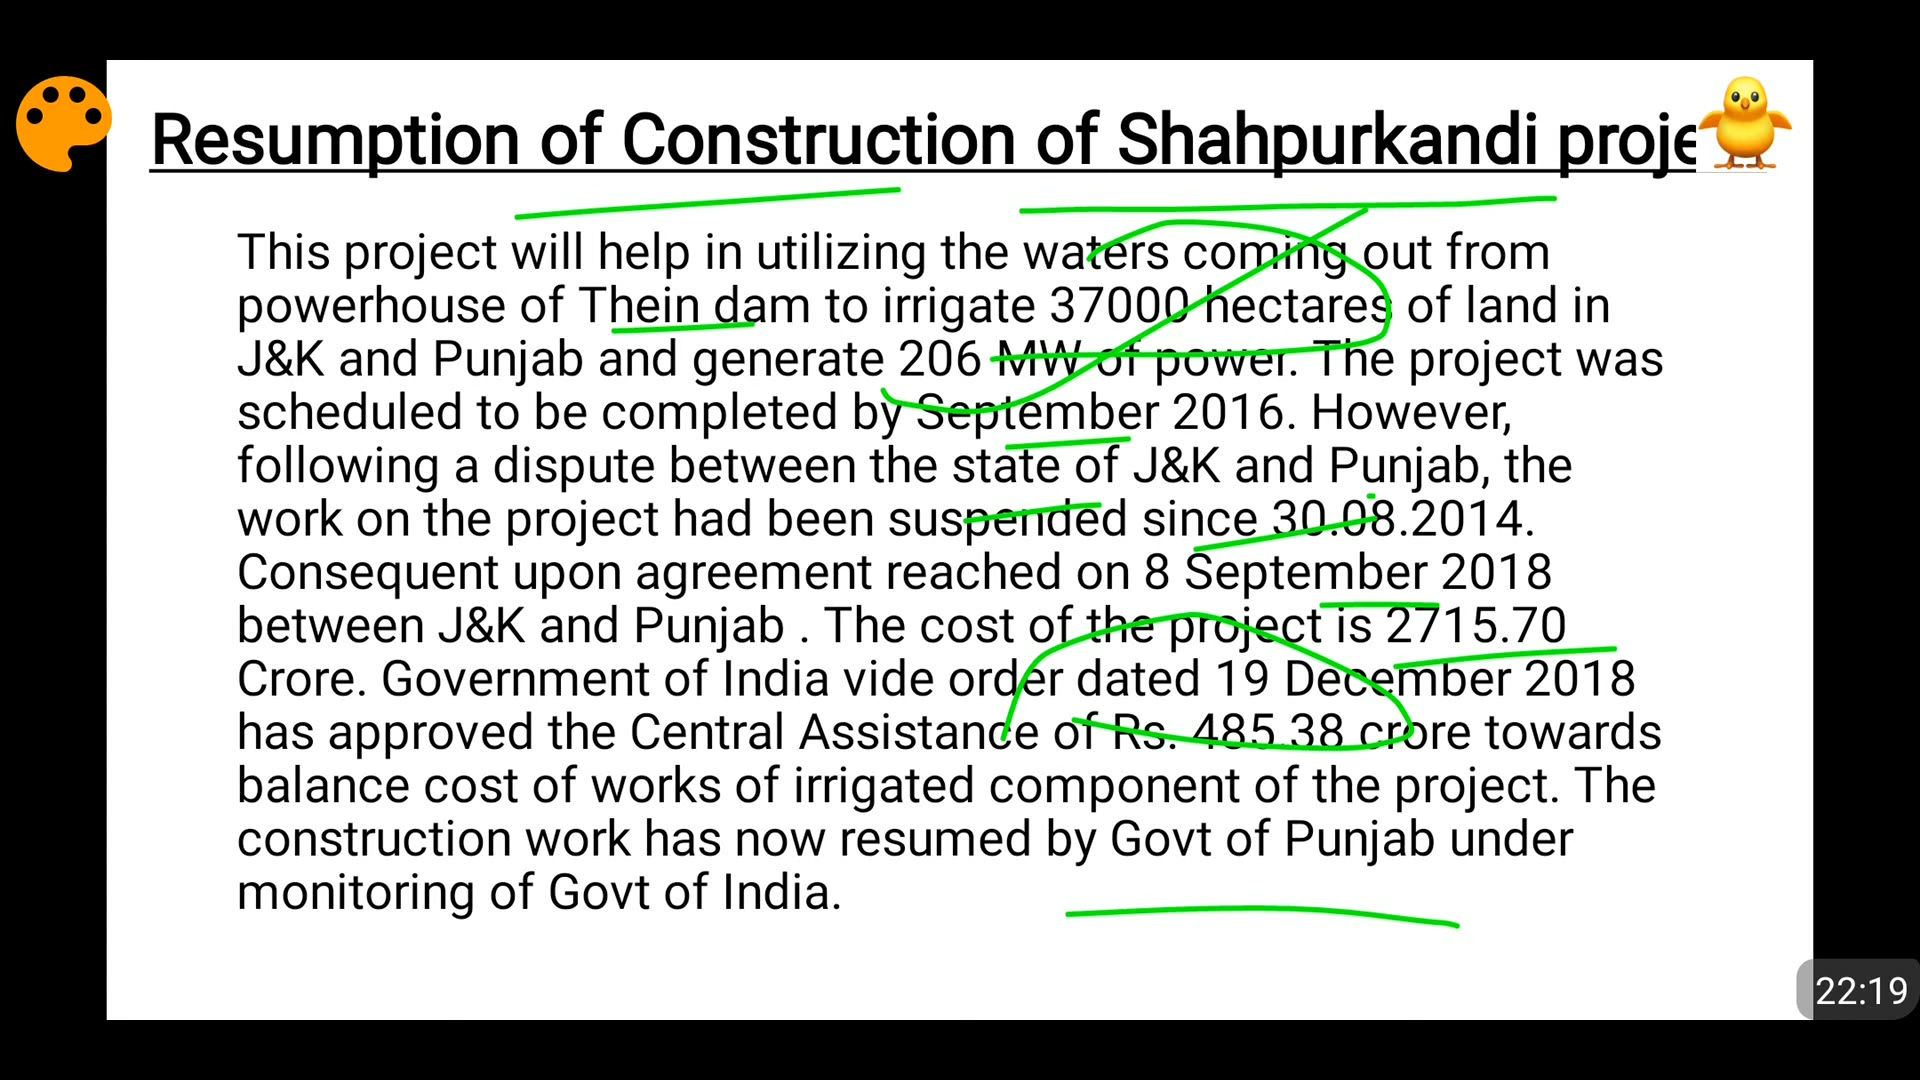 Resumption of Construction of Shahpurkandi proje
This project will help in utilizing the waters coming out from
powerhouse of Thein dam to irrigate 37000 hectares of land in
J&K and Punjab and generate 206 MW of power. The project was
scheduled to be completed by September 2016. However,
following a dispute between the state of J&K and Punjab, the
work on the project had been suspended since 30.08.2014.
Consequent upon agreement reached on 8 September 2018
between J&K and Punjab . The cost of the project is 2715.70
Crore. Government of India vide order dated 19 December 2018
has approved the Central Assistance of Rs. 485.38 crore towards
balance cost of works of irrigated component of the project. The
construction work has now resumed by Govt of Punjab under
monitoring of Govt of India.
22:19